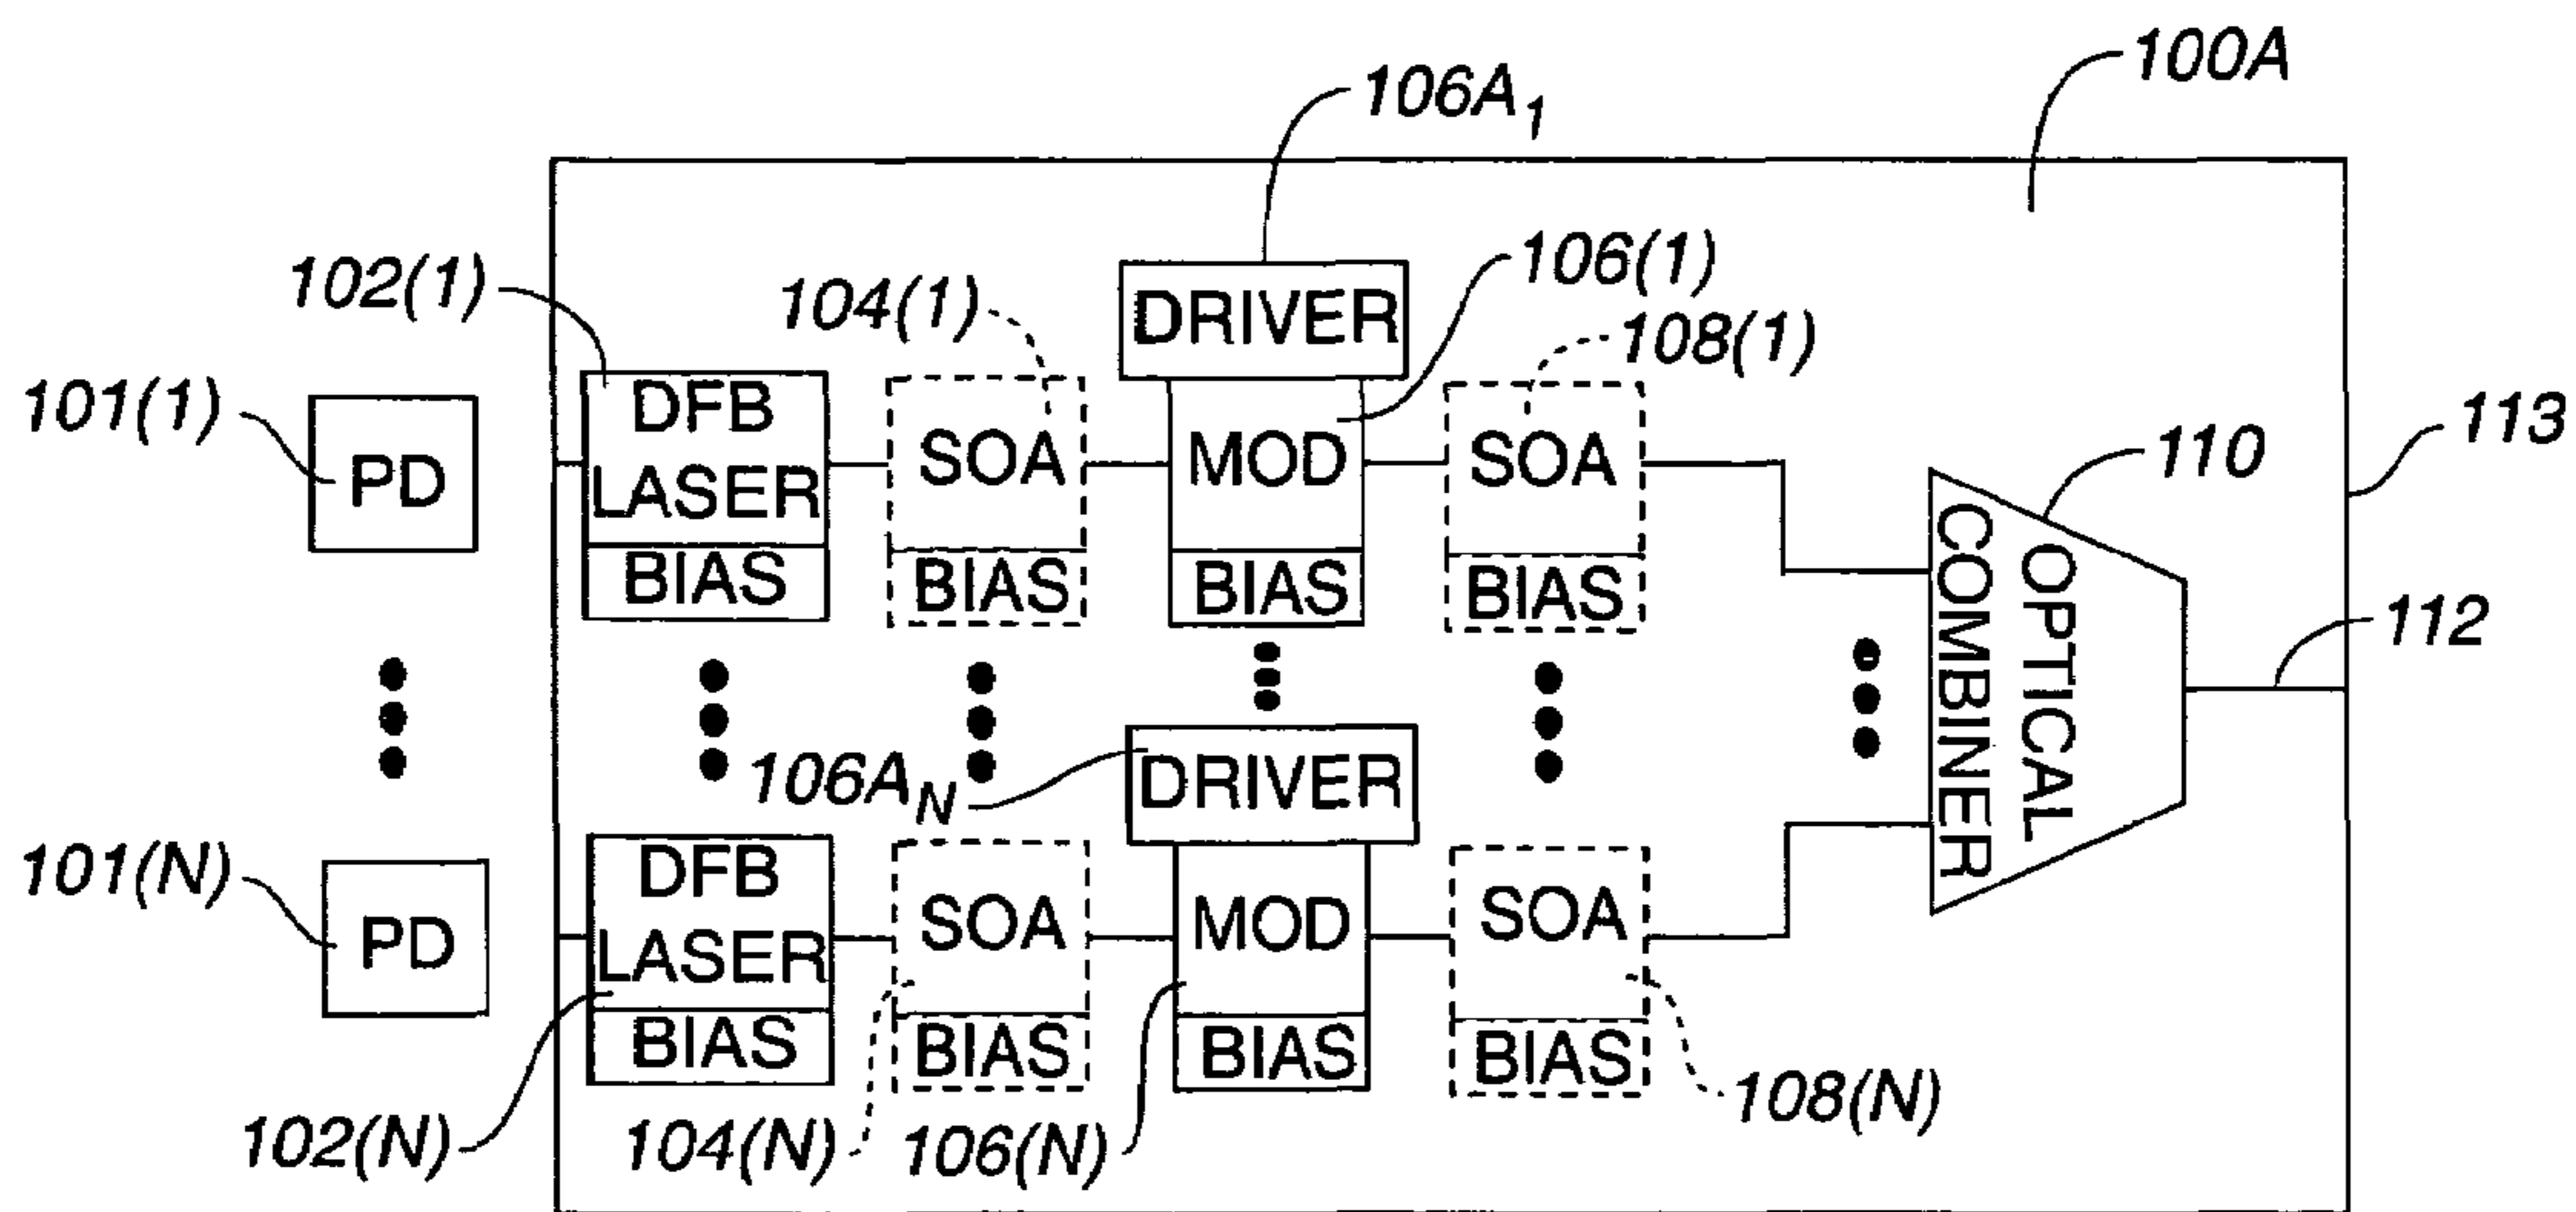 100A
106A1
106(1)
102(1)
104(1)
DRIVER
108(1)
101(1)
PD
DFB
LASER
BIAS
SOA
BIAS
MOD
BIAS
SOA
BIAS
110
113
OPTICAL
COMBINER
112
106AN
DRIVER
101(N)
PD
DFB
LASER
BIAS
SOA
BIAS
MOD
BIAS
SOA
BIAS
102(N)
104(N)
106(N)
108(N)